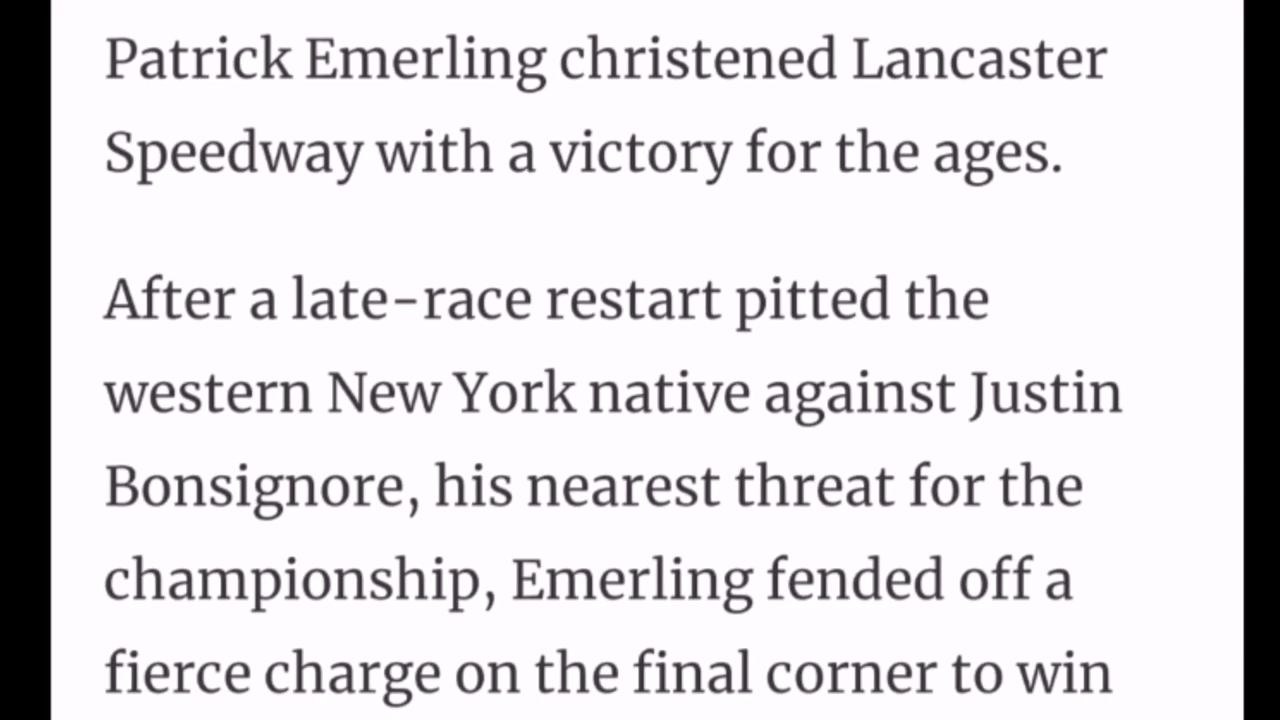 Patrick Emerling christened Lancaster
Speedway with a victory for the ages.
After a late-race restart pitted the
western New York native against Justin
Bonsignore, his nearest threat for the
championship, Emerling fended off a
fierce charge on the final corner to win